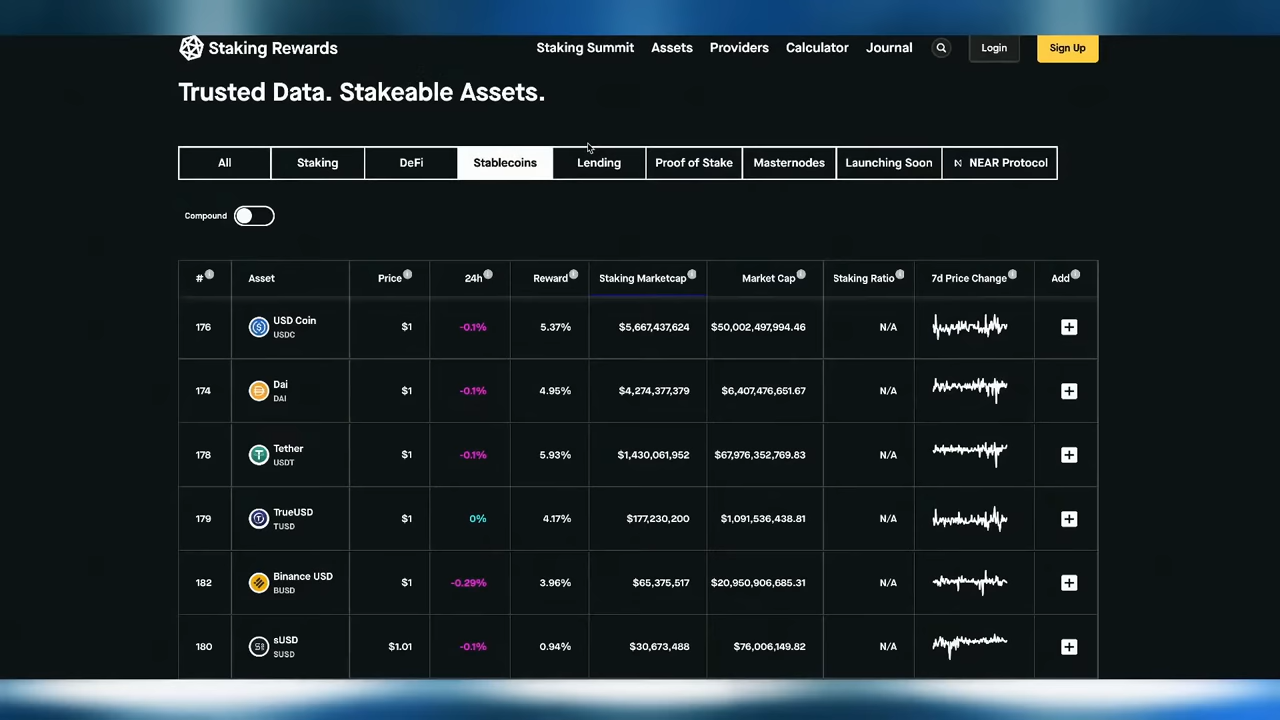 Staking Rewards
Staking Summit Assets Providers Calculator Journal Login Sign Up
Trusted Data. Stakeable Assets.
All Staking DeFi Stablecoins Lending Proof of Stake Masternodes Launching Soon NEAR Protocol
Compound
# Asset Price 24h Reward Staking Marketcap Market Cap Staking Ratio 7d Price Change Add
176 USD Coin $1 -0.1% 5.37% $5,667,437,624 $50,002,497,994.46 N/A
USDC
174 Dai $1 -0.1% 4.95% $4,274,377,379 $6,407,476,651.67 N/A
DAI
178 Tether $1 -0.1% 5.93% $1,430,061,952 $67,976,352,769.83 N/A
USDT
179 TrueUSD $1 0% 4.17% $177,230,200 $1,091,536,438.81 N/A
TUSD
182 Binance USD $1 -0.29% 3.96% $65,375,517 $20,950,906,685.31 N/A
BUSD
180 sUSD $1.01 -0.1% 0.94% $30,673,488 $76,006,149.82 N/A
SUSD